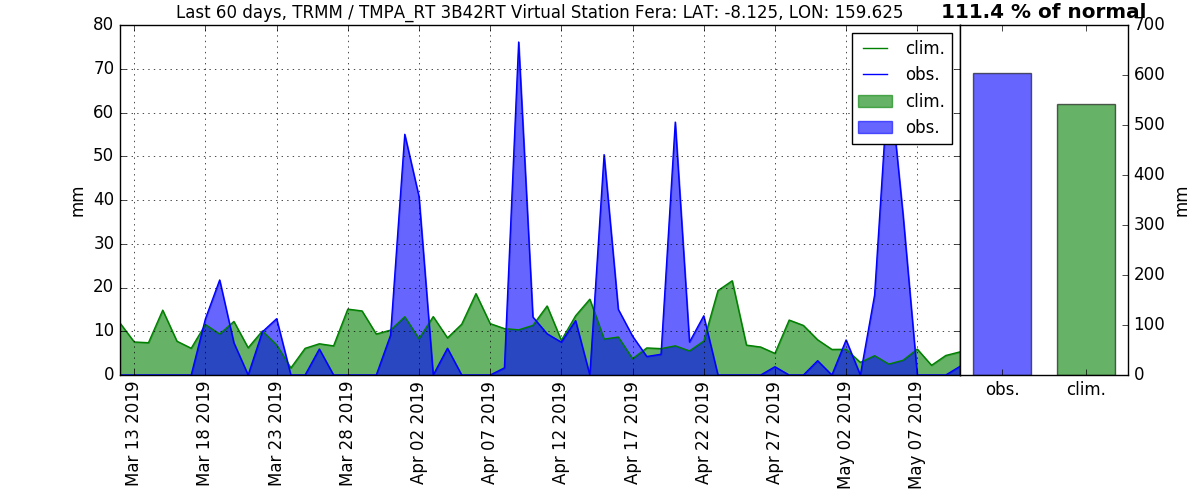 Last 60 days, TRMM / TMPA_RT 3B42RT Virtual Station Fera: LAT: -8.125, LON: 159.625
111.4 % of normal
80
70
60
50
40
30
20
10
0
mm
clim.
obs.
clim.
obs.
700
600
500
400
300
200
100
0
mm
obs.
clim.
Mar 13 2019
Mar 18 2019
Mar 23 2019
Mar 28 2019
Apr 02 2019
Apr 07 2019
Apr 12 2019
Apr 17 2019
Apr 22 2019
Apr 27 2019
May 02 2019
May 07 2019